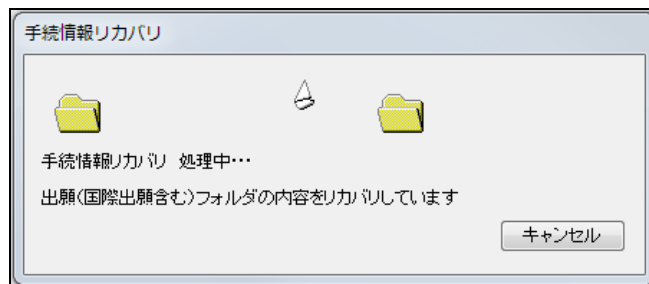 手続情報リカバリ
手続情報リカバリ 処理中・・・
出願(国際出願含む)フォルダの内容をリカバリしています
キャンセル